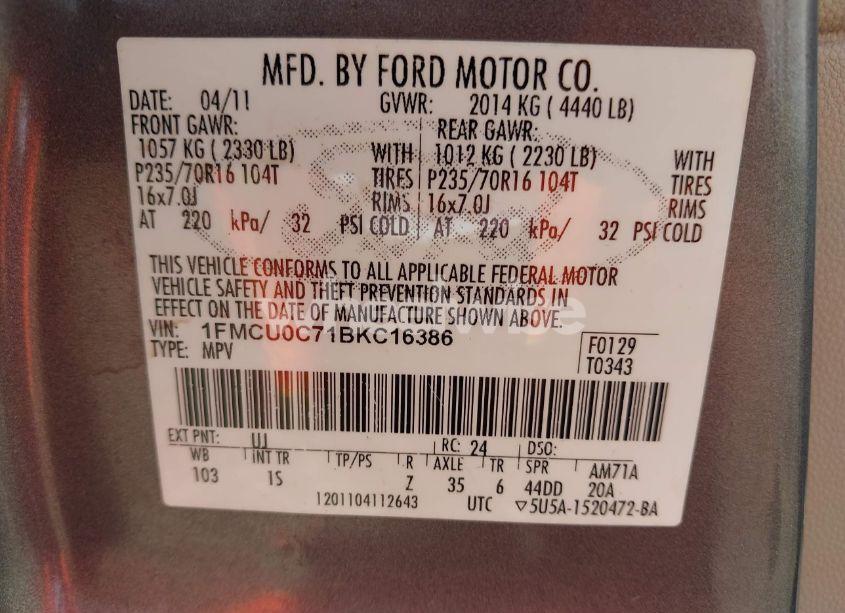 MFD. BY FORD MOTOR CO.
DATE: 04/11 GVWR: 2014 KG ( 4440 LB)
FRONT GAWR: REAR GAWR:
1057 KG ( 2330 LB) WITH 1012 KG ( 2230 LB) WITH
P235/70R16 104T TIRES P235/70R16 104T TIRES
16x7.0J RIMS 16x7.0J RIMS
AT 220 kPa/ 32 PSI COLD AT 220 kPa/ 32 PSI COLD
THIS VEHICLE CONFORMS TO ALL APPLICABLE FEDERAL MOTOR
VEHICLE SAFETY AND THEFT PREVENTION STANDARDS IN
EFFECT ON THE DATE OF MANUFACTURE SHOWN ABOVE.
VIN: 1FMCU0C71BKC16386
TYPE: MPV
F0129
T0343
EXT PNT: UJ RC: 24 DSO:
WB INT TR TP/PS R AXLE TR SPR AM71A
103 1S Z 35 6 44DD 20A
1201104112643 UTC ▽5U5A-1520472-BA